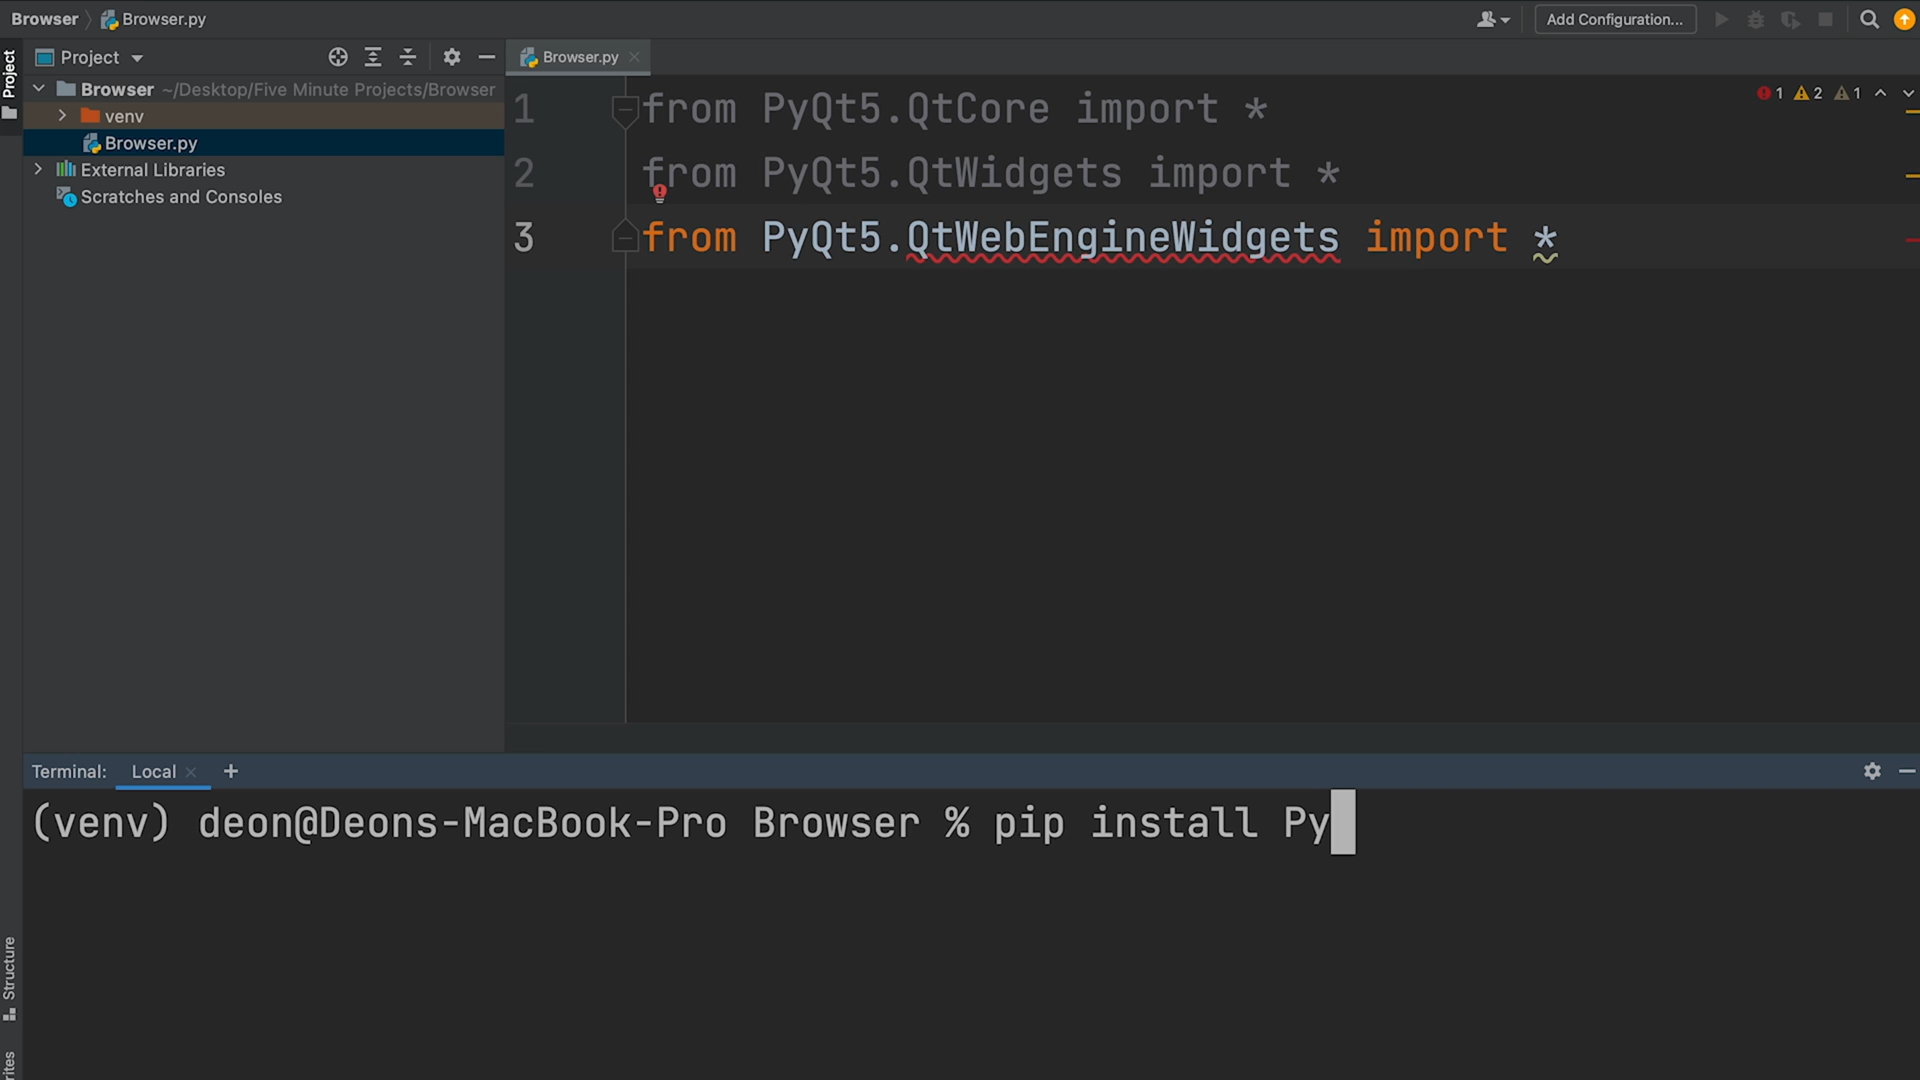 Browser
Browser.py
Add Configuration...
Project
Project
Browser.py
Browser ~/Desktop/Five Minute Projects/Browser
venv
Browser.py
External Libraries
Scratches and Consoles
1 from PyQt5.QtCore import *
2 from PyQt5.QtWidgets import *
3 from PyQt5.QtWebEngineWidgets import *
1 2 1
Terminal: Local +
(venv) deon@Deons-MacBook-Pro Browser % pip install Py
Structure
rites